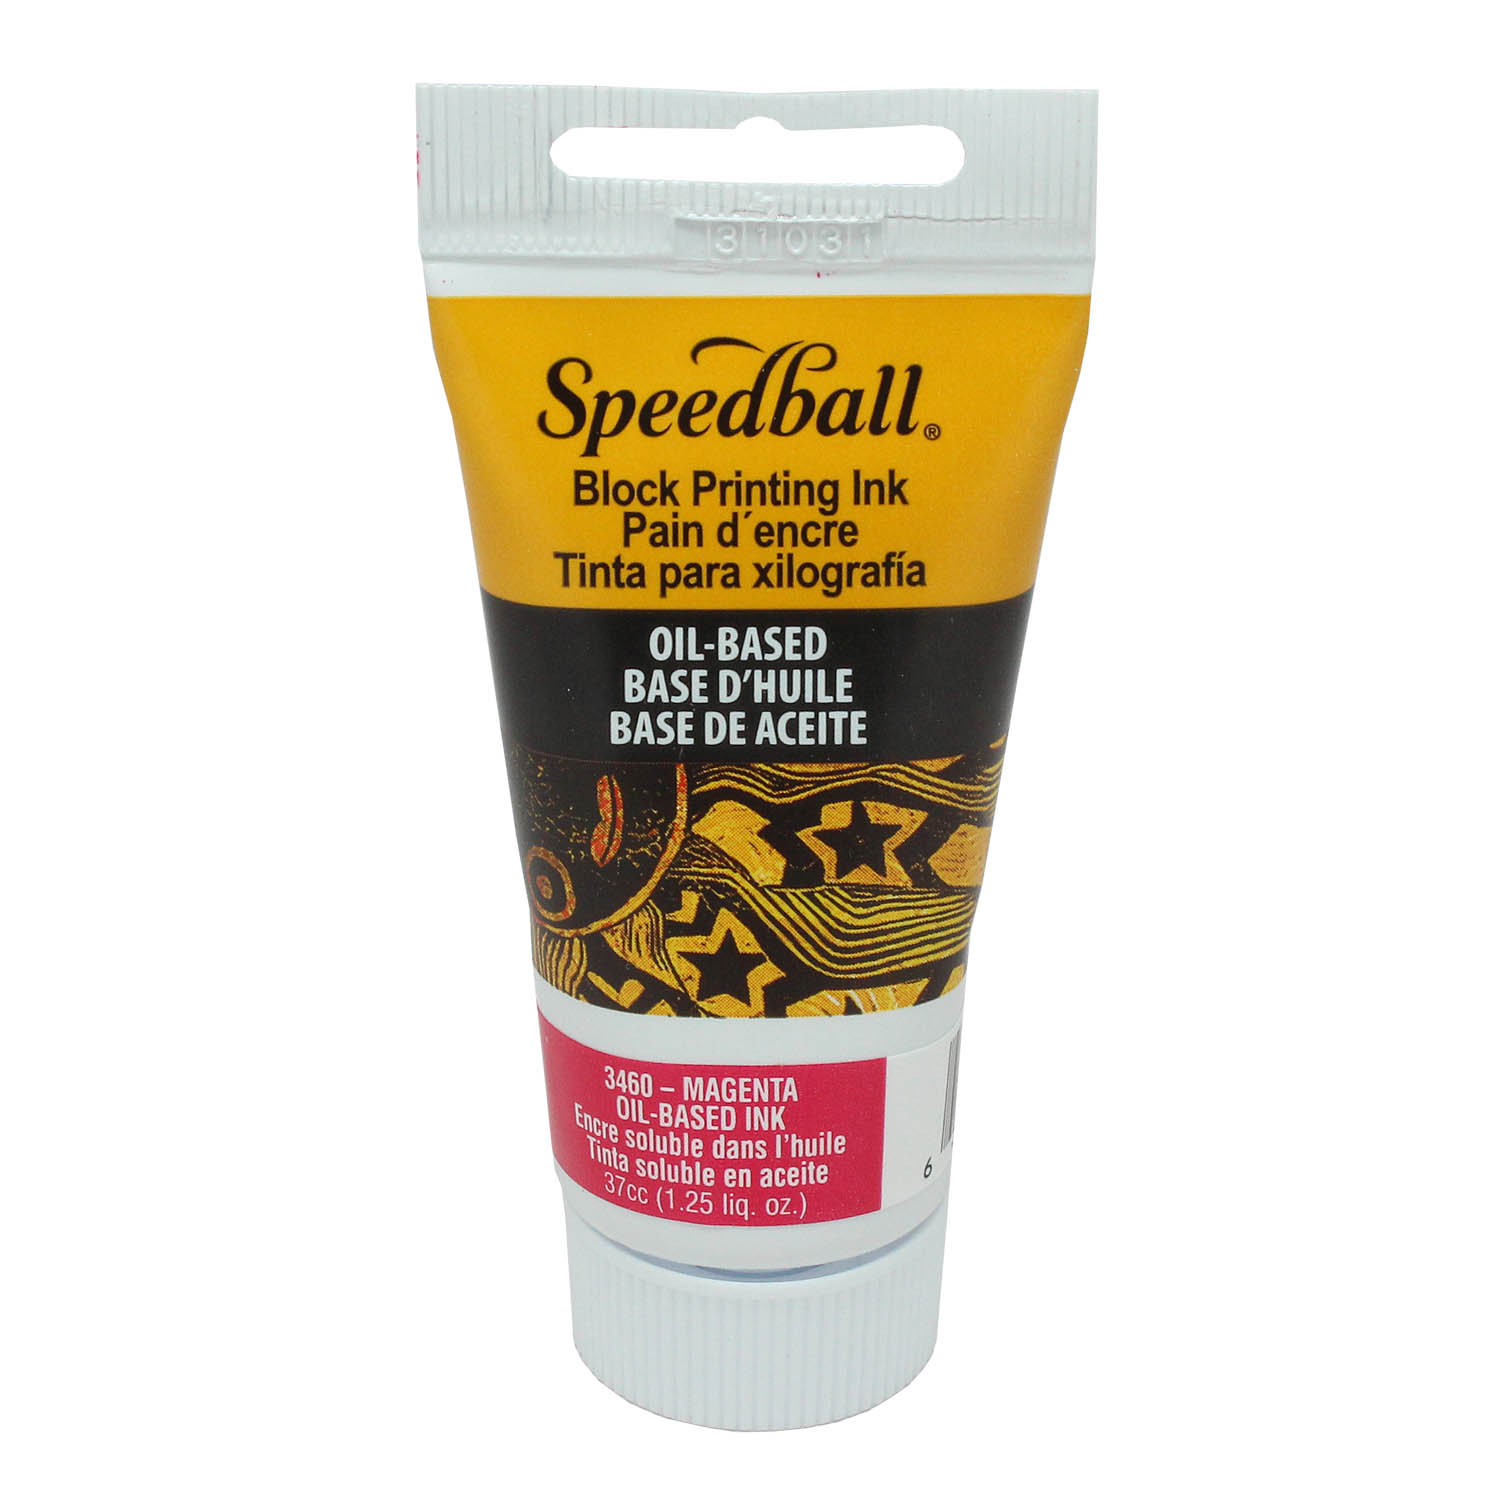 31031
Speedball®
Block Printing Ink
Pain d´encre
Tinta para xilografía
OIL-BASED
BASE D'HUILE
BASE DE ACEITE
3460 – MAGENTA
OIL-BASED INK
Encre soluble dans l'huile
Tinta soluble en aceite
37cc (1.25 liq. oz.)
6